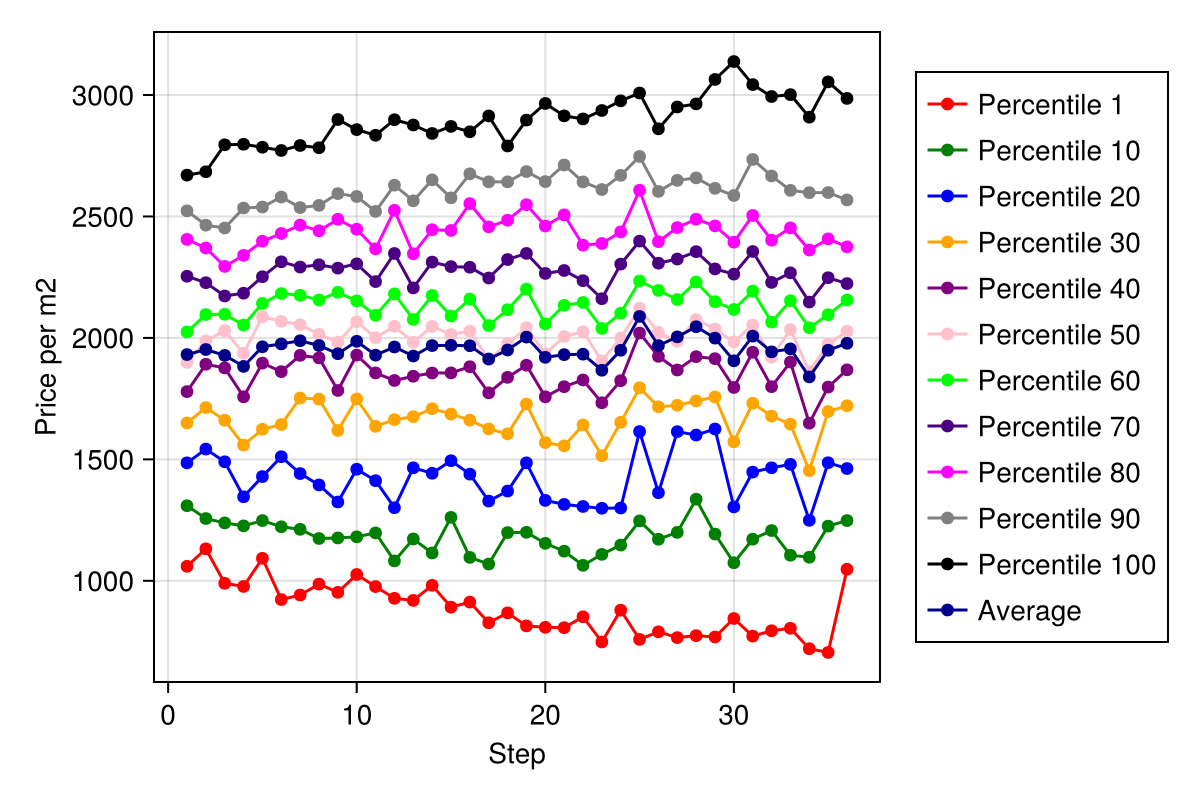 Price per m2
3000
2500
2000
1500
1000
0
10
20
30
Step
Percentile 1
Percentile 10
Percentile 20
Percentile 30
Percentile 40
Percentile 50
Percentile 60
Percentile 70
Percentile 80
Percentile 90
Percentile 100
Average